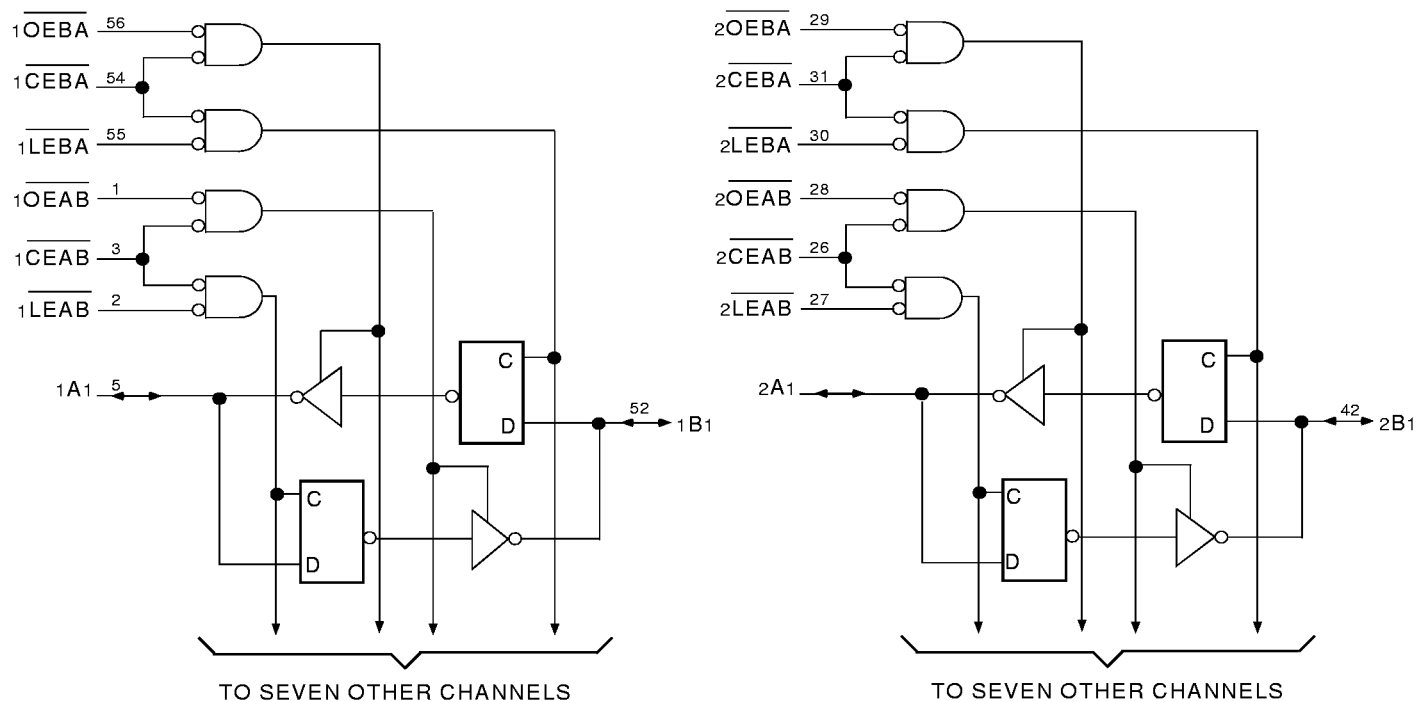 1OEBA 56
1CEBA 54
1LEBA 55
1OEAB 1
1CEAB 3
1LEAB 2
1A1 5
C
D
52 1B1
C
D
TO SEVEN OTHER CHANNELS
2OEBA 29
2CEBA 31
2LEBA 30
2OEAB 28
2CEAB 26
2LEAB 27
2A1
C
D
42 2B1
C
D
TO SEVEN OTHER CHANNELS